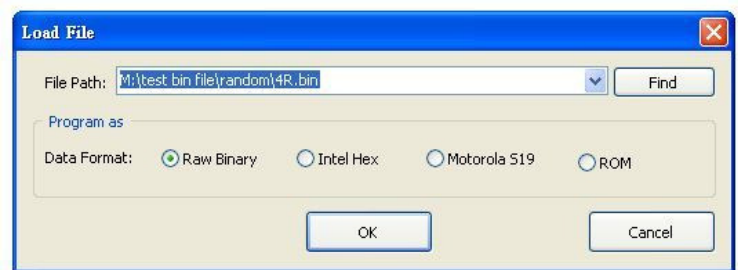 Load File
File Path: M:\test bin file\random\4R.bin Find
Program as
Data Format: Raw Binary Intel Hex Motorola S19 ROM
OK Cancel